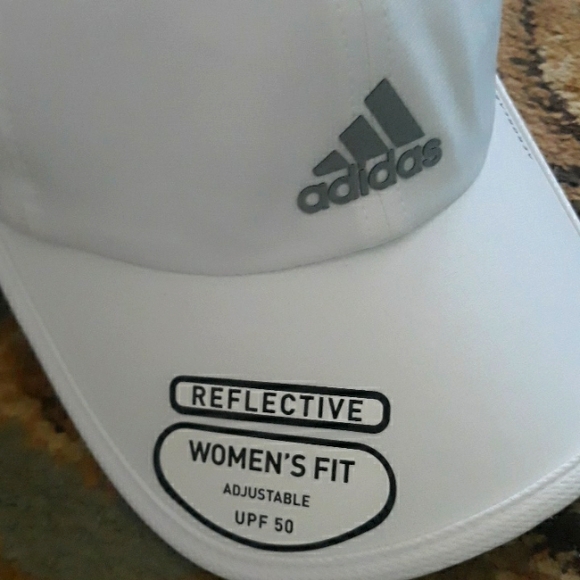 adidas
REFLECTIVE
WOMEN'S FIT
ADJUSTABLE
UPF 50